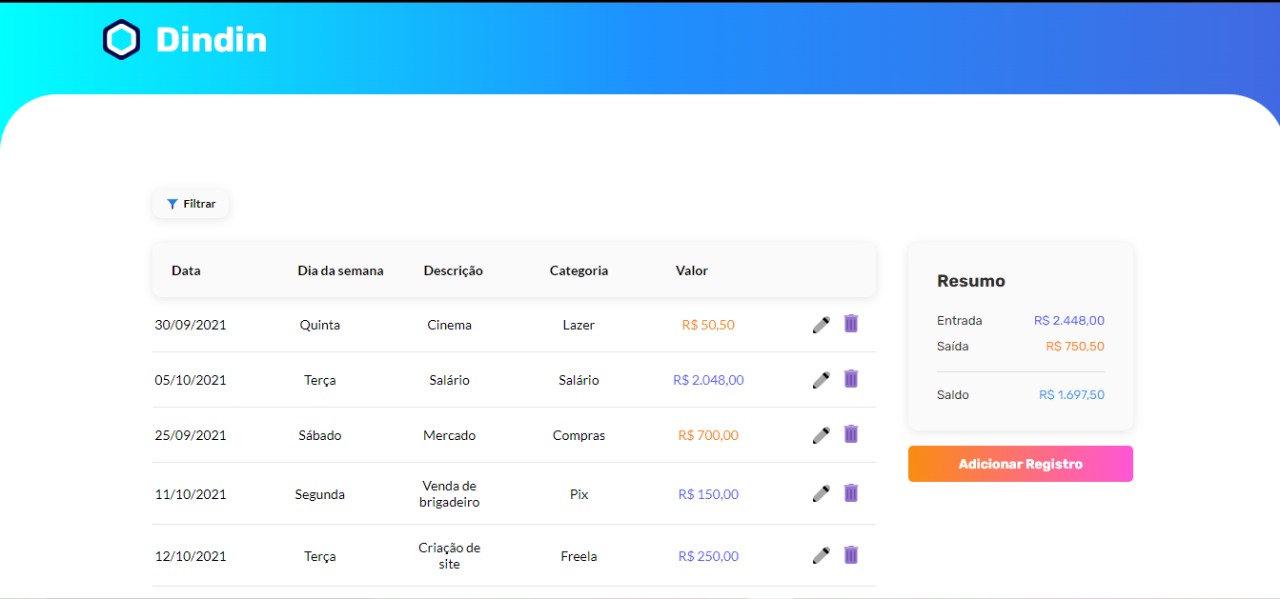 Dindin
Filtrar
Data Dia da semana Descrição Categoria Valor
30/09/2021 Quinta Cinema Lazer R$ 50,50
05/10/2021 Terça Salário Salário R$ 2.048,00
25/09/2021 Sábado Mercado Compras R$ 700,00
11/10/2021 Segunda Venda de brigadeiro Pix R$ 150,00
12/10/2021 Terça Criação de site Freela R$ 250,00
Resumo
Entrada R$ 2.448,00
Saída R$ 750,50
Saldo R$ 1.697,50
Adicionar Registro